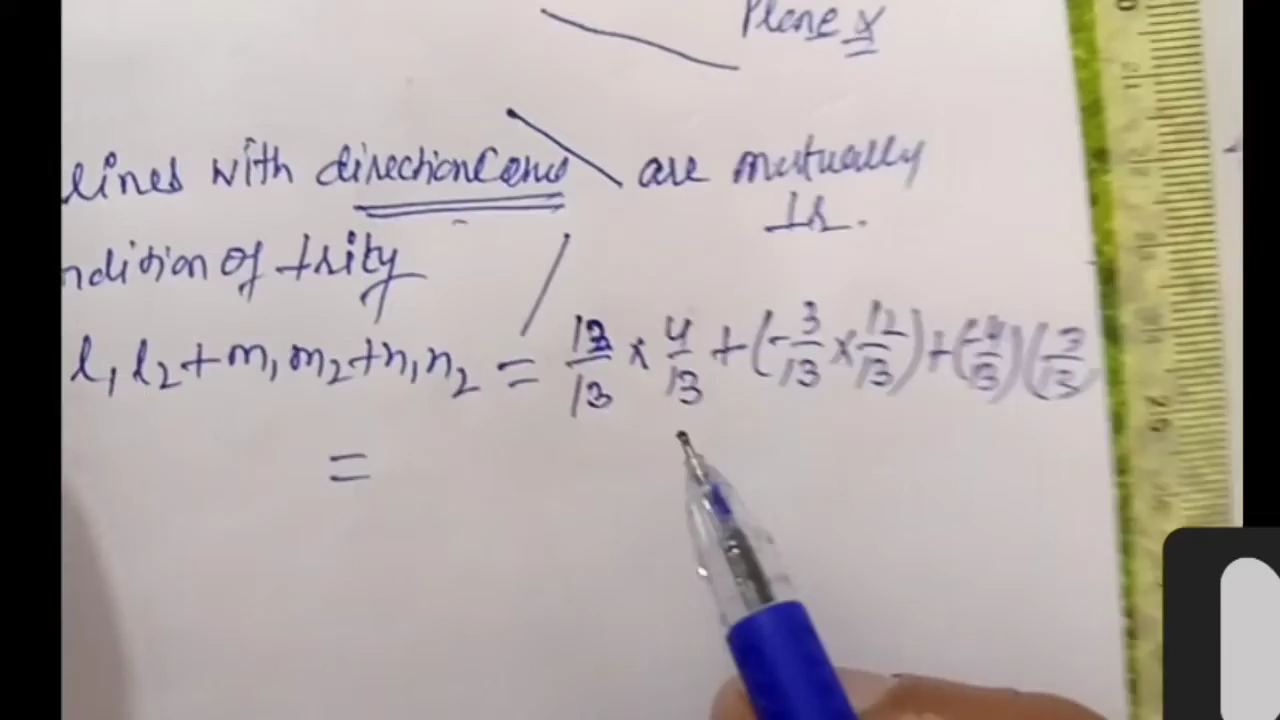 Plane x
lines with direction Cosines are mutually
⊥r.
ndition of ⊥rity
l₁l₂+m₁m₂+n₁n₂ = 12/13 × 4/13 + (-3/13 × 12/13) + (-4/13)(3/13
=